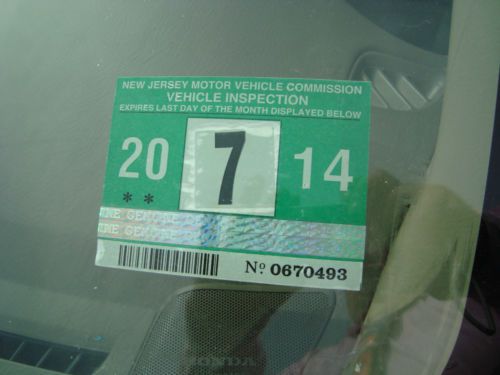 NEW JERSEY MOTOR VEHICLE COMMISSION
VEHICLE INSPECTION
EXPIRES LAST DAY OF THE MONTH DISPLAYED BELOW
20 7 14
**
No. 0670493